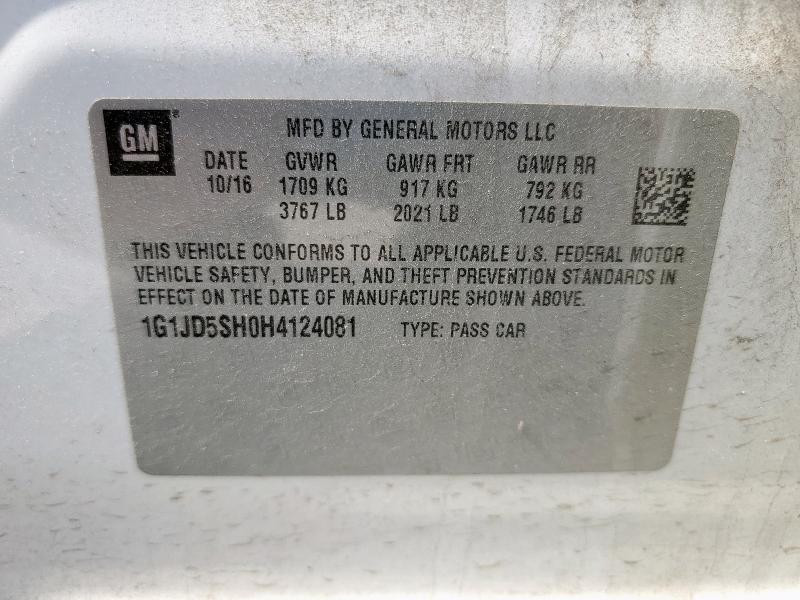 GM®
MFD BY GENERAL MOTORS LLC
DATE GVWR GAWR FRT GAWR RR
10/16 1709 KG 917 KG 792 KG
3767 LB 2021 LB 1746 LB
THIS VEHICLE CONFORMS TO ALL APPLICABLE U.S. FEDERAL MOTOR
VEHICLE SAFETY, BUMPER, AND THEFT PREVENTION STANDARDS IN
EFFECT ON THE DATE OF MANUFACTURE SHOWN ABOVE.
1G1JD5SH0H4124081 TYPE: PASS CAR